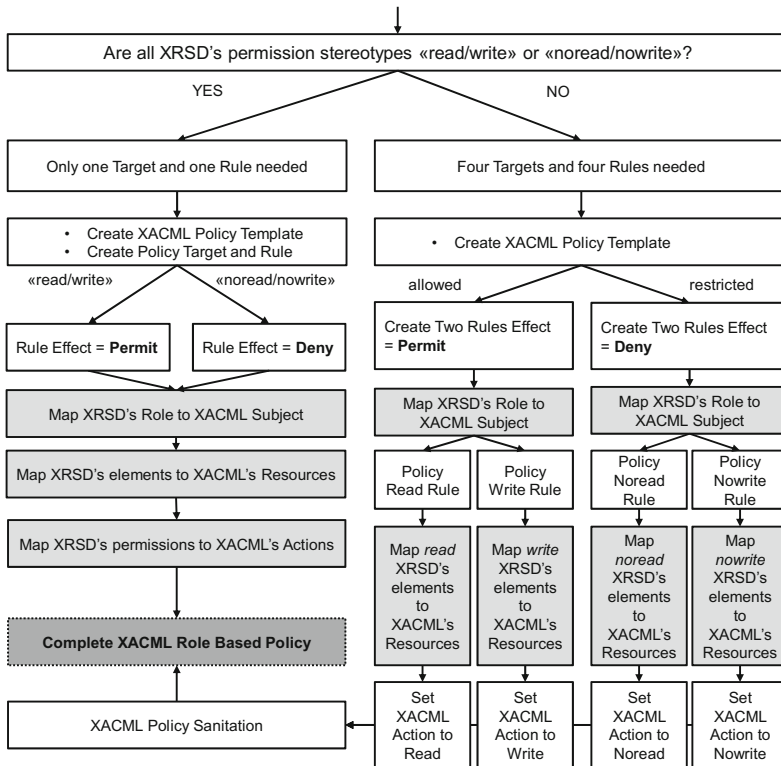 Are all XRSD's permission stereotypes «read/write» or «noread/nowrite»?
YES
NO
Only one Target and one Rule needed
Four Targets and four Rules needed
• Create XACML Policy Template
• Create Policy Target and Rule
• Create XACML Policy Template
«read/write»
«noread/nowrite»
allowed
restricted
Rule Effect = Permit
Rule Effect = Deny
Create Two Rules Effect
= Permit
Create Two Rules Effect
= Deny
Map XRSD's Role to XACML Subject
Map XRSD's Role to
XACML Subject
Map XRSD's Role to
XACML Subject
Map XRSD's elements to XACML's Resources
Policy
Read Rule
Policy
Write Rule
Policy
Noread
Rule
Policy
Nowrite
Rule
Map XRSD's permissions to XACML's Actions
Map read
XRSD's
elements
to
XACML's
Resources
Map write
XRSD's
elements
to
XACML's
Resources
Map
noread
XRSD's
elements
to
XACML's
Resources
Map
nowrite
XRSD's
elements
to
XACML's
Resources
Complete XACML Role Based Policy
XACML Policy Sanitation
Set
XACML
Action to
Read
Set
XACML
Action to
Write
Set
XACML
Action to
Noread
Set
XACML
Action to
Nowrite